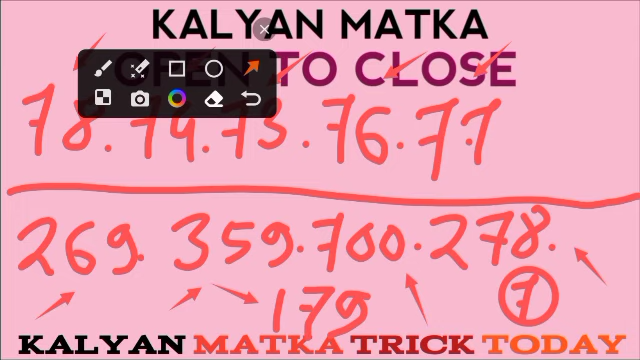 KALYAN MATKA
OPEN TO CLOSE
78. 74. 73. 76. 71
269. 359. 700. 278.
179 7
KALYAN MATKA TRICK TODAY